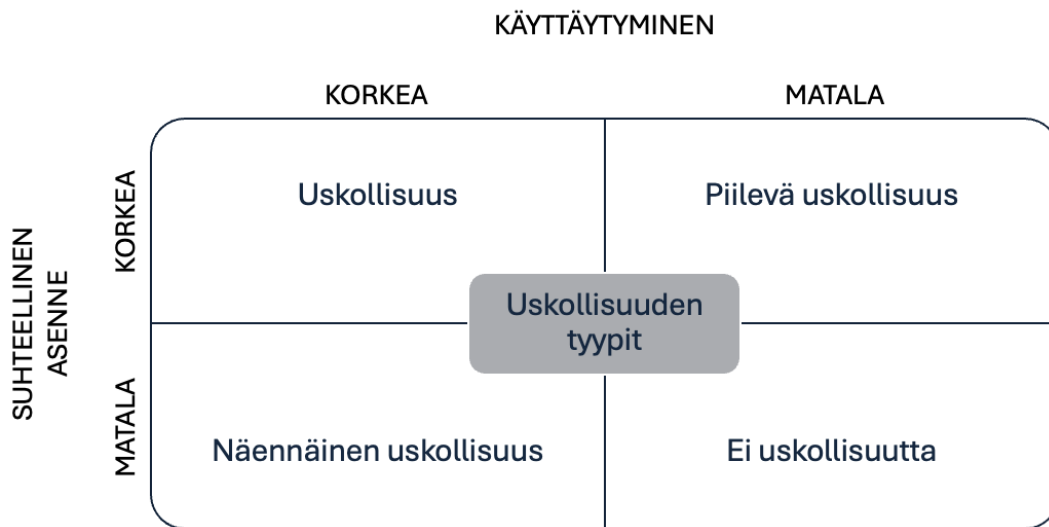 KÄYTTÄYTYMINEN
KORKEA
MATALA
SUHTEELLINEN
ASENNE
KORKEA
Uskollisuus
Piilevä uskollisuus
Uskollisuuden
tyypit
MATALA
Näennäinen uskollisuus
Ei uskollisuutta